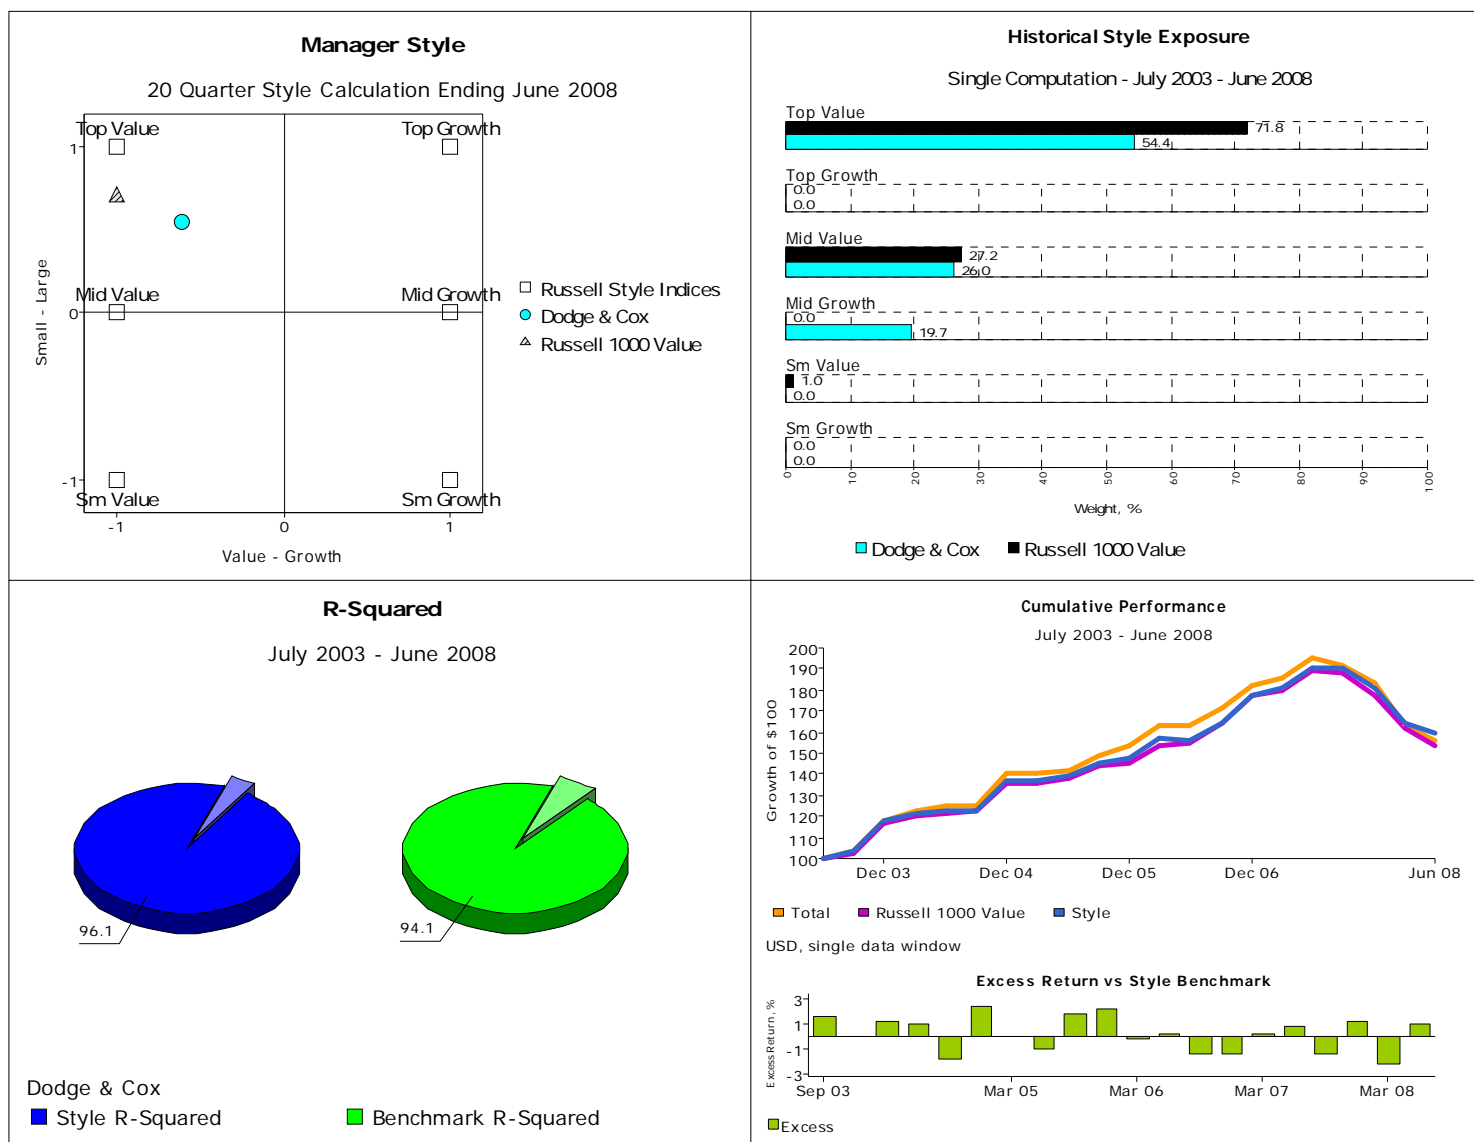 Manager Style
20 Quarter Style Calculation Ending June 2008
Top Value
Top Growth
1
Mid Value
Mid Growth
0
Small - Large
-1
Sm Value
Sm Growth
-1
0
1
Value - Growth
Russell Style Indices
Dodge & Cox
Russell 1000 Value
Historical Style Exposure
Single Computation - July 2003 - June 2008
Top Value
71.8
54.4
Top Growth
0.0
0.0
Mid Value
27.2
26.0
Mid Growth
0.0
19.7
Sm Value
1.0
0.0
Sm Growth
0.0
0.0
0 10 20 30 40 50 60 70 80 90 100
Weight, %
Dodge & Cox Russell 1000 Value
R-Squared
July 2003 - June 2008
96.1
94.1
Dodge & Cox
Style R-Squared Benchmark R-Squared
Cumulative Performance
July 2003 - June 2008
200
190
180
170
160
150
140
130
120
110
100
Growth of $100
Dec 03 Dec 04 Dec 05 Dec 06 Jun 08
Total Russell 1000 Value Style
USD, single data window
Excess Return vs Style Benchmark
3
1
-1
-3
Excess Return, %
Sep 03 Mar 05 Mar 06 Mar 07 Mar 08
Excess